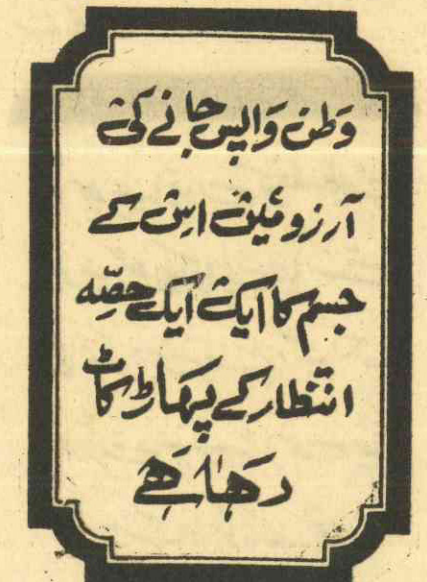 وطن واپس جانے کی
آرزو میں اس کے
جسم کا ایک ایک حصّہ
انتظار کے پہاڑ کاٹ
رہا ہے